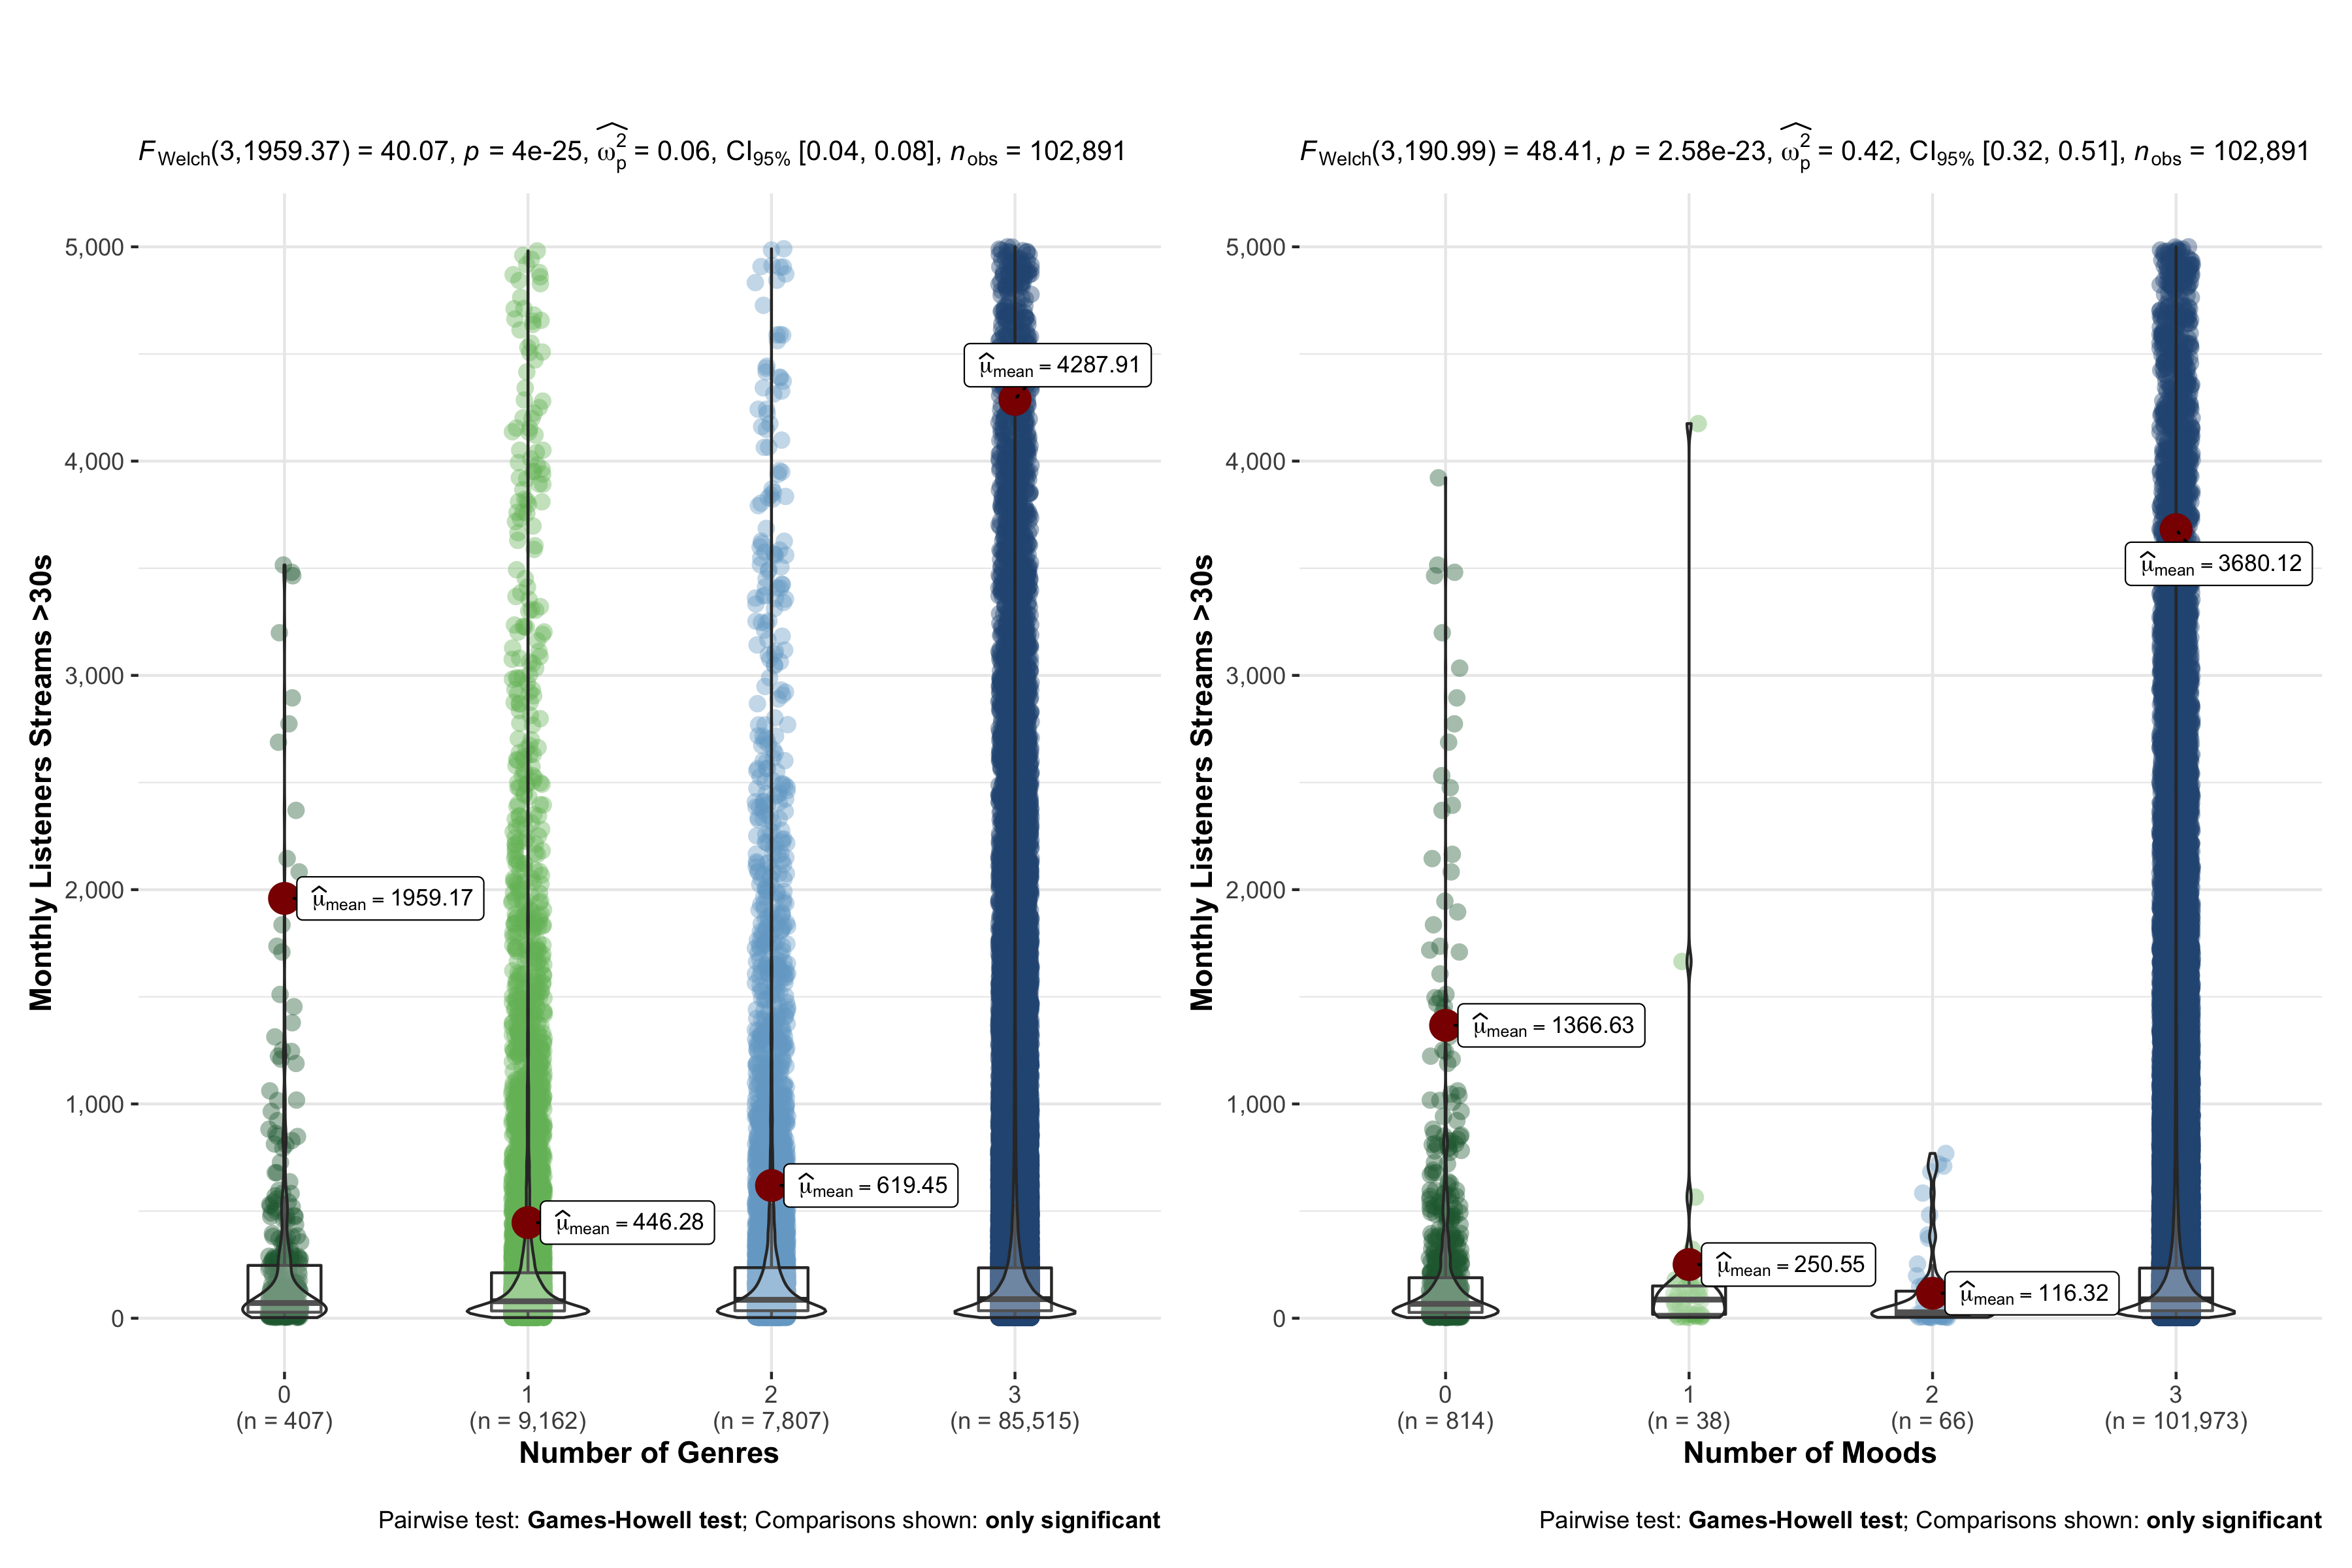 F Welch(3,1959.37) = 40.07, p = 4e-25, ω̂²p = 0.06, CI95% [0.04, 0.08], nobs = 102,891
Monthly Listeners Streams >30s
5,000
4,000
3,000
2,000
1,000
0
μ̂mean = 1959.17
μ̂mean = 446.28
μ̂mean = 619.45
μ̂mean = 4287.91
0
(n = 407)
1
(n = 9,162)
2
(n = 7,807)
3
(n = 85,515)
Number of Genres
Pairwise test: Games-Howell test; Comparisons shown: only significant
F Welch(3,190.99) = 48.41, p = 2.58e-23, ω̂²p = 0.42, CI95% [0.32, 0.51], nobs = 102,891
Monthly Listeners Streams >30s
5,000
4,000
3,000
2,000
1,000
0
μ̂mean = 1366.63
μ̂mean = 250.55
μ̂mean = 116.32
μ̂mean = 3680.12
0
(n = 814)
1
(n = 38)
2
(n = 66)
3
(n = 101,973)
Number of Moods
Pairwise test: Games-Howell test; Comparisons shown: only significant